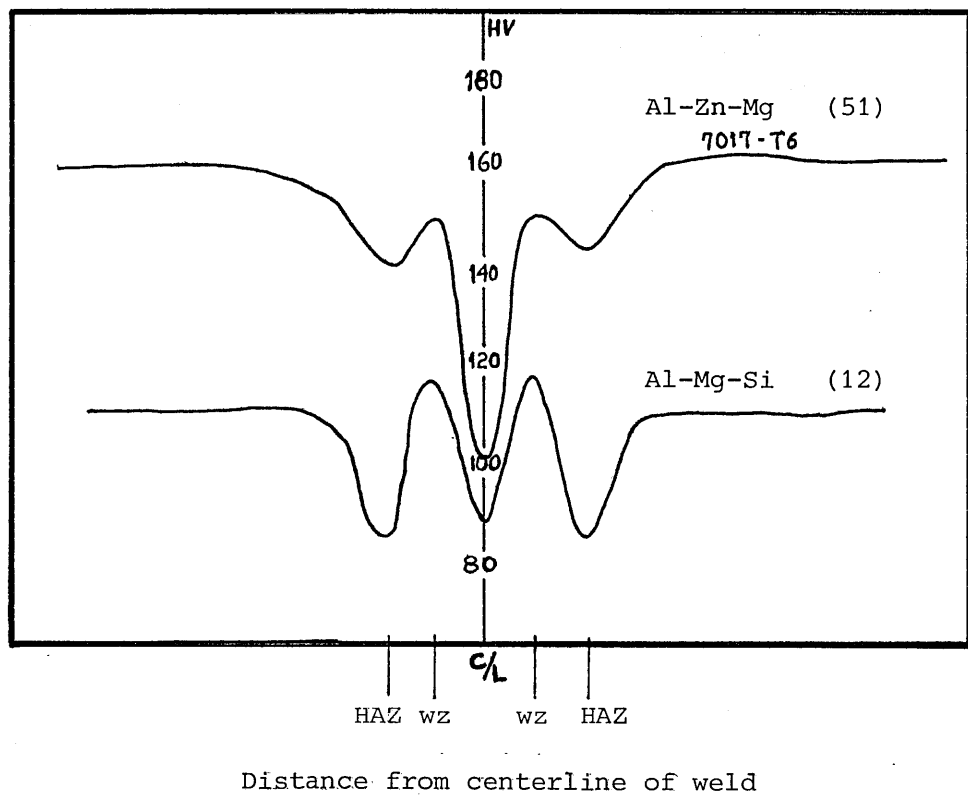 HV
180
Al-Zn-Mg (51)
7017-T6
160
140
120
Al-Mg-Si (12)
100
80
C/L
HAZ wz wz HAZ
Distance from centerline of weld